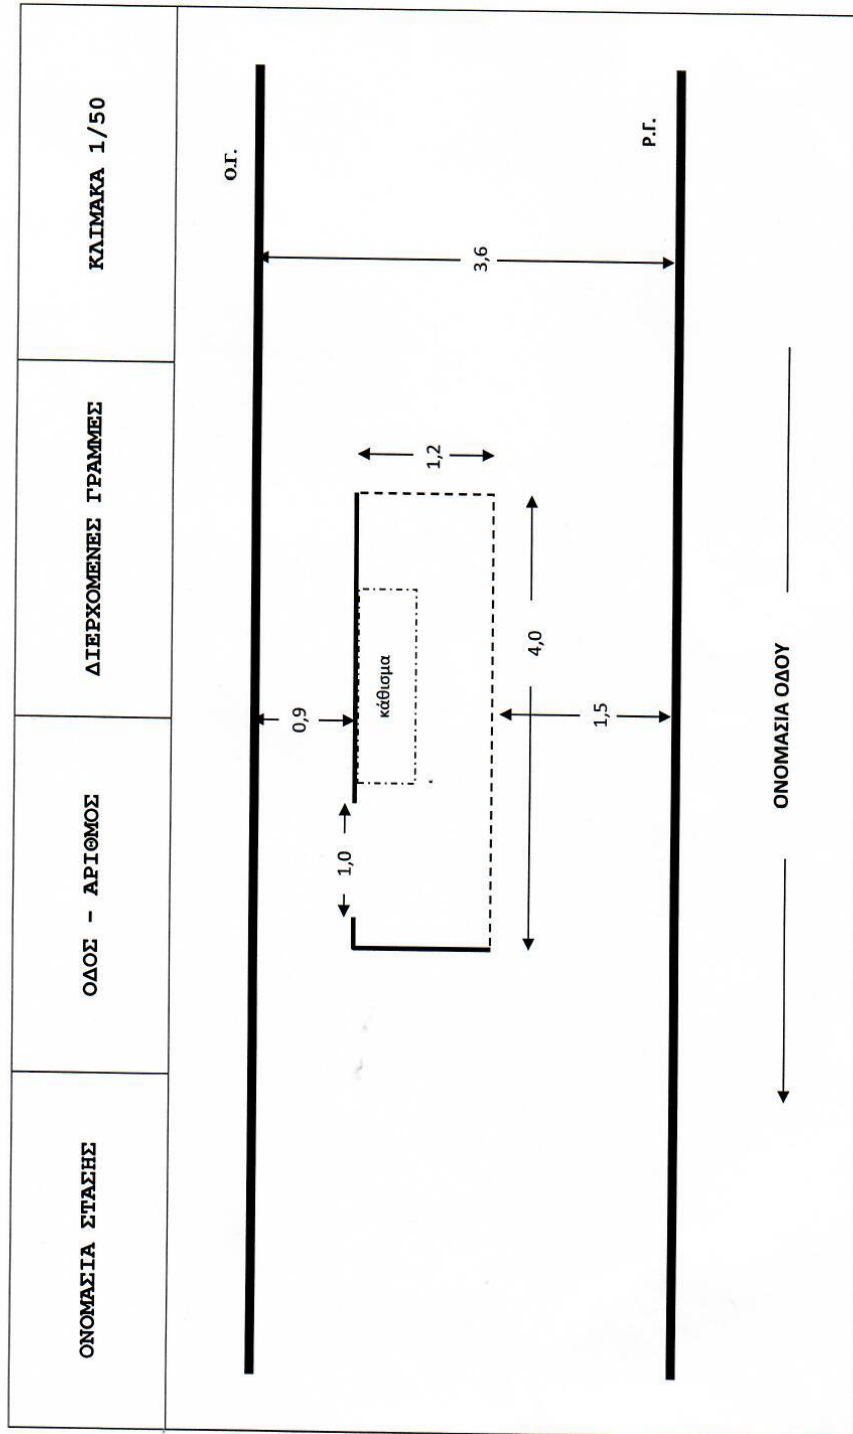 ΟΝΟΜΑΣΙΑ ΣΤΑΣΗΣ
ΟΔΟΣ - ΑΡΙΘΜΟΣ
ΔΙΕΡΧΟΜΕΝΕΣ ΓΡΑΜΜΕΣ
ΚΛΙΜΑΚΑ 1/50
Ο.Γ.
0,9
1,0
κάθισμα
1,2
3,6
4,0
1,5
Ρ.Γ.
ΟΝΟΜΑΣΙΑ ΟΔΟΥ